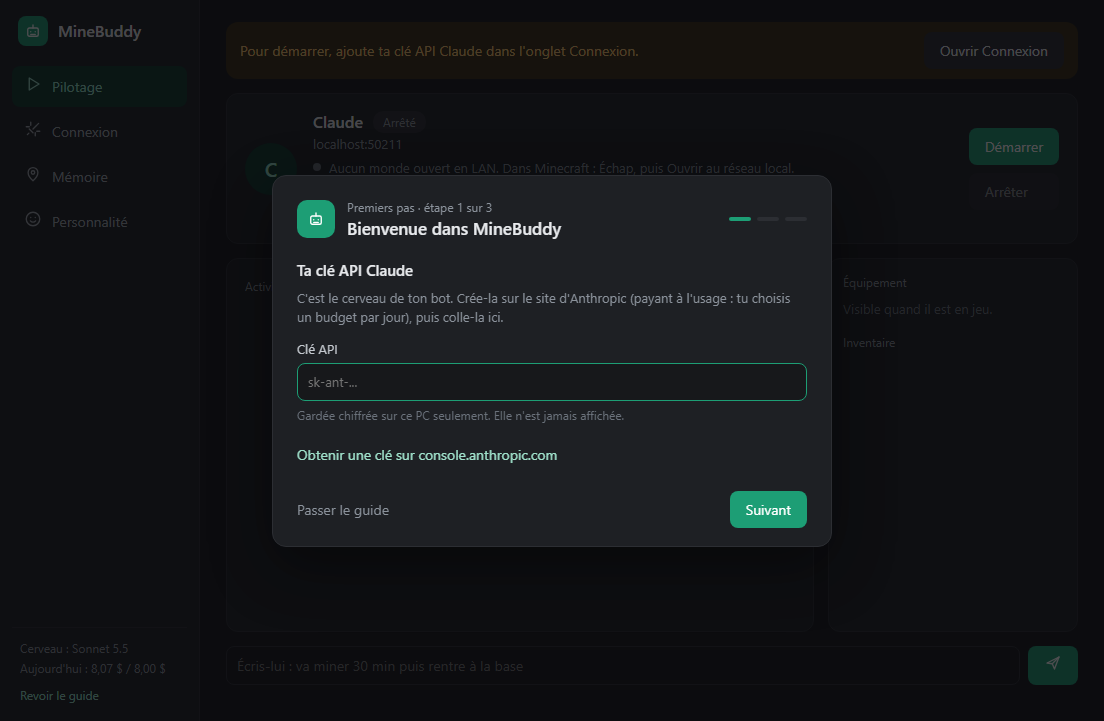 MineBuddy
Pilotage
Connexion
Mémoire
Personnalité
Cerveau : Sonnet 5.5
Aujourd'hui : 8,07 $ / 8,00 $
Revoir le guide
Pour démarrer, ajoute ta clé API Claude dans l'onglet Connexion.
Ouvrir Connexion
C
Claude
Arrêté
localhost:50211
Aucun monde ouvert en LAN. Dans Minecraft : Échap, puis Ouvrir au réseau local.
Démarrer
Arrêter
Premiers pas · étape 1 sur 3
Bienvenue dans MineBuddy
Ta clé API Claude
C'est le cerveau de ton bot. Crée-la sur le site d'Anthropic (payant à l'usage : tu choisis
un budget par jour), puis colle-la ici.
Clé API
sk-ant-...
Gardée chiffrée sur ce PC seulement. Elle n'est jamais affichée.
Obtenir une clé sur console.anthropic.com
Passer le guide
Suivant
Activ
Équipement
Visible quand il est en jeu.
Inventaire
Écris-lui : va miner 30 min puis rentre à la base